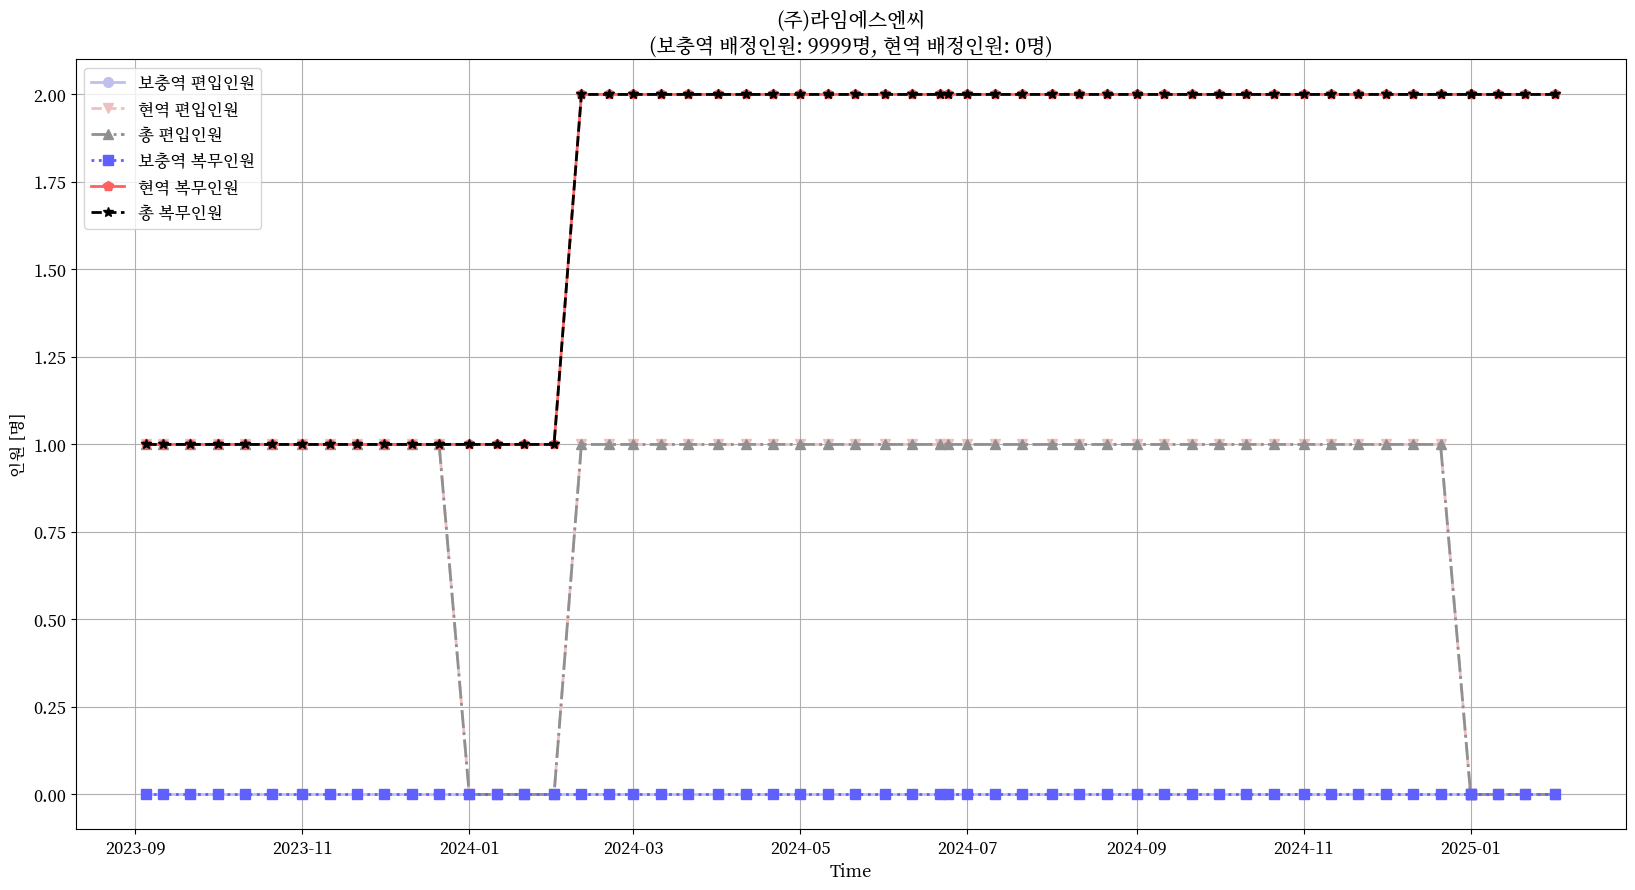 (주)라임에스엔씨
(보충역 배정인원: 9999명, 현역 배정인원: 0명)
보충역 편입인원
현역 편입인원
총 편입인원
보충역 복무인원
현역 복무인원
총 복무인원
2.00
1.75
1.50
1.25
1.00
0.75
0.50
0.25
0.00
인원 [명]
2023-09 2023-11 2024-01 2024-03 2024-05 2024-07 2024-09 2024-11 2025-01
Time